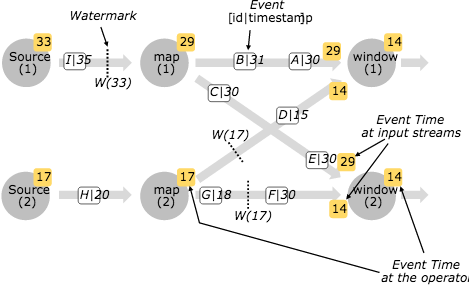 Watermark
Event
[id|timestamp]
33
Source
(1)
I|35
W(33)
29
map
(1)
B|31
A|30
29
14
window
(1)
C|30
14
D|15
Event Time
at input streams
W(17)
E|30
29
17
Source
(2)
H|20
17
map
(2)
G|18
F|30
W(17)
14
14
window
(2)
Event Time
at the operator